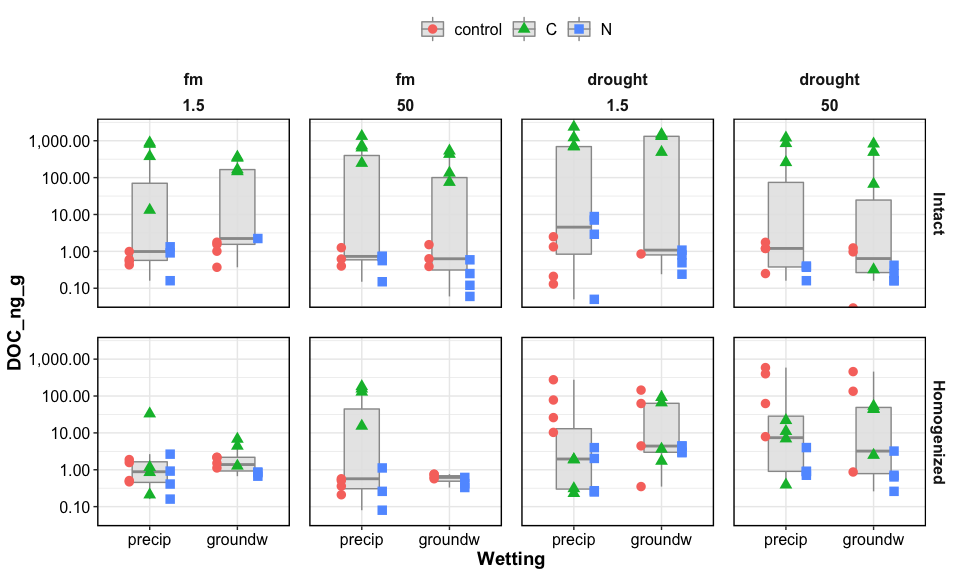 control C N
fm fm drought drought
1.5 50 1.5 50
1,000.00
100.00
10.00
1.00
0.10
Intact
DOC_ng_g
1,000.00
100.00
10.00
1.00
0.10
Homogenized
precip groundw precip groundw precip groundw precip groundw
Wetting